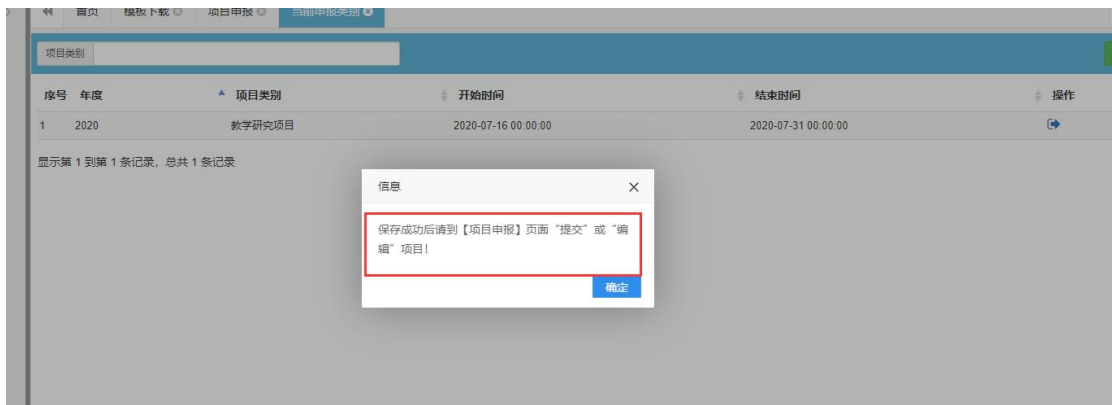 首页 模板下载 项目申报 当前申报类别
项目类别
序号 年度 项目类别 开始时间 结束时间 操作
1 2020 教学研究项目 2020-07-16 00:00:00 2020-07-31 00:00:00
显示第 1 到第 1 条记录，总共 1 条记录
信息
保存成功后请到【项目申报】页面“提交”或“编
辑”项目！
确定